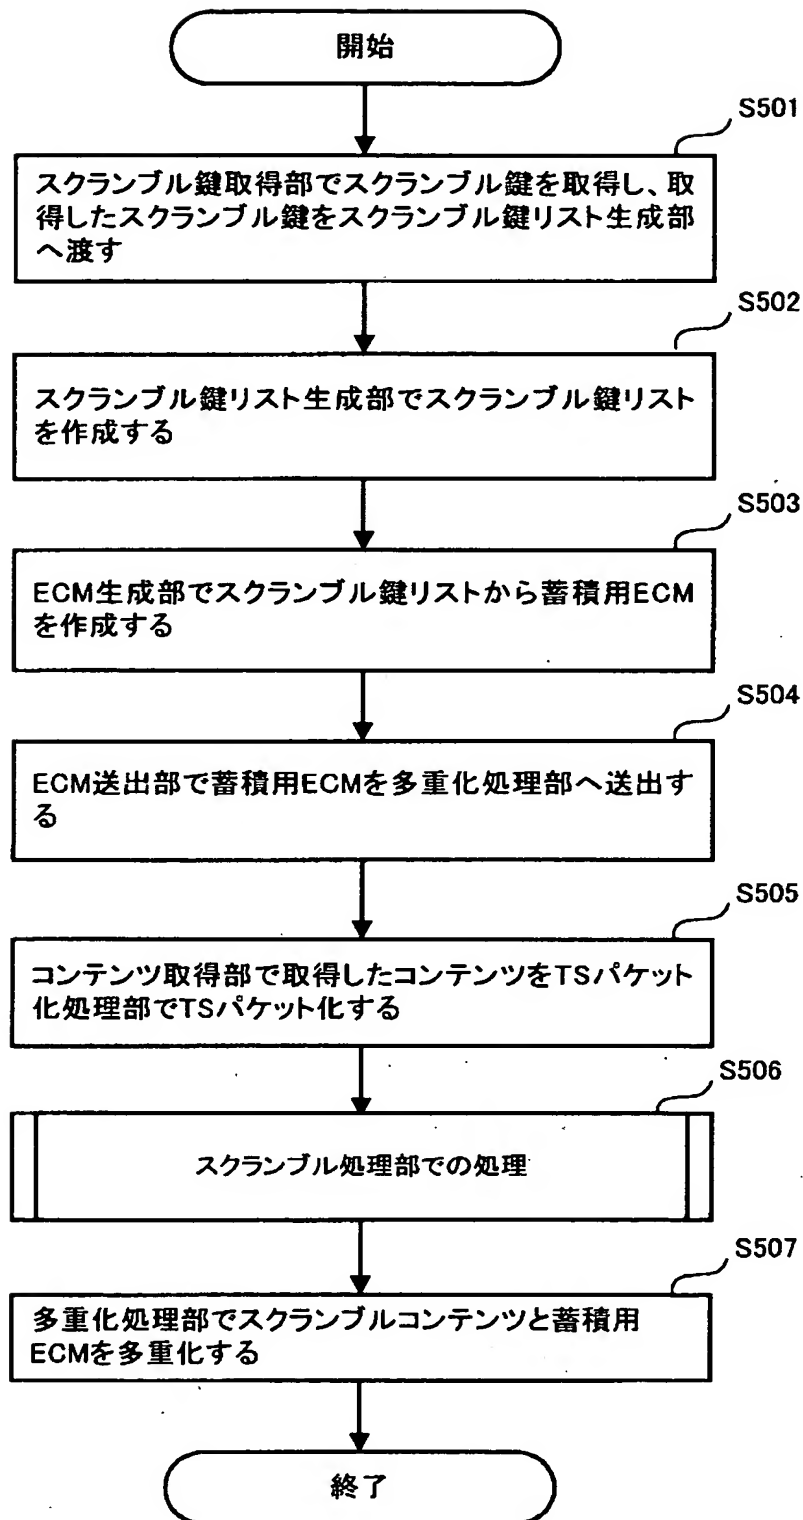 開始
S501
スクランブル鍵取得部でスクランブル鍵を取得し、取
得したスクランブル鍵をスクランブル鍵リスト生成部
へ渡す
S502
スクランブル鍵リスト生成部でスクランブル鍵リスト
を作成する
S503
ECM生成部でスクランブル鍵リストから蓄積用ECM
を作成する
S504
ECM送出部で蓄積用ECMを多重化処理部へ送出す
る
S505
コンテンツ取得部で取得したコンテンツをTSパケット
化処理部でTSパケット化する
S506
スクランブル処理部での処理
S507
多重化処理部でスクランブルコンテンツと蓄積用
ECMを多重化する
終了